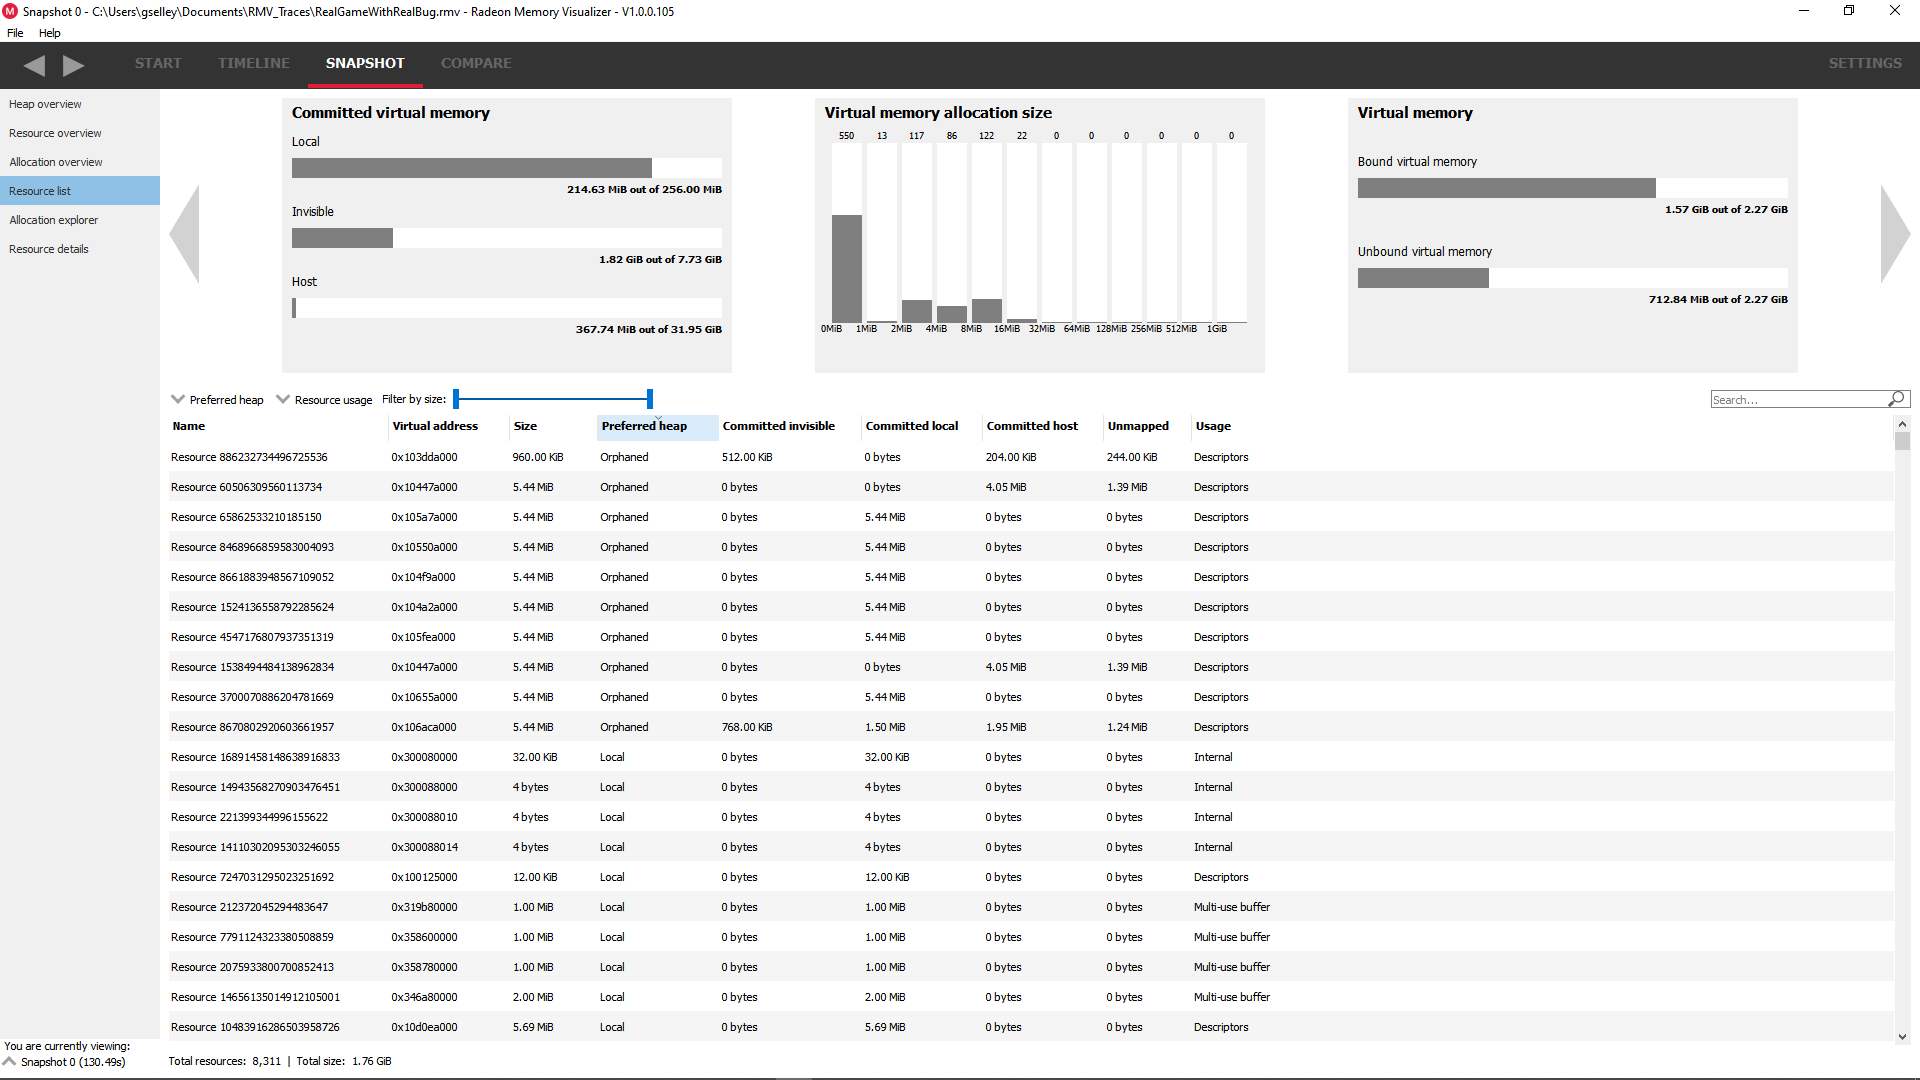 Snapshot 0 - C:\Users\gselley\Documents\RMV_Traces\RealGameWithRealBug.rmv - Radeon Memory Visualizer - V1.0.0.105
File Help
START TIMELINE SNAPSHOT COMPARE SETTINGS
Heap overview
Resource overview
Allocation overview
Resource list
Allocation explorer
Resource details
Committed virtual memory
Local
214.63 MiB out of 256.00 MiB
Invisible
1.82 GiB out of 7.73 GiB
Host
367.74 MiB out of 31.95 GiB
Virtual memory allocation size
550 13 117 86 122 22 0 0 0 0 0 0
0MiB 1MiB 2MiB 4MiB 8MiB 16MiB 32MiB 64MiB 128MiB 256MiB 512MiB 1GiB
Virtual memory
Bound virtual memory
1.57 GiB out of 2.27 GiB
Unbound virtual memory
712.84 MiB out of 2.27 GiB
Preferred heap Resource usage Filter by size: Search...
Name Virtual address Size Preferred heap Committed invisible Committed local Committed host Unmapped Usage
Resource 886232734496725536 0x103dda000 960.00 KiB Orphaned 512.00 KiB 0 bytes 204.00 KiB 244.00 KiB Descriptors
Resource 60506309560113734 0x10447a000 5.44 MiB Orphaned 0 bytes 0 bytes 4.05 MiB 1.39 MiB Descriptors
Resource 65862533210185150 0x105a7a000 5.44 MiB Orphaned 0 bytes 5.44 MiB 0 bytes 0 bytes Descriptors
Resource 8468966859583004093 0x10550a000 5.44 MiB Orphaned 0 bytes 5.44 MiB 0 bytes 0 bytes Descriptors
Resource 8661883948567109052 0x104f9a000 5.44 MiB Orphaned 0 bytes 5.44 MiB 0 bytes 0 bytes Descriptors
Resource 1524136558792285624 0x104a2a000 5.44 MiB Orphaned 0 bytes 5.44 MiB 0 bytes 0 bytes Descriptors
Resource 4547176807937351319 0x105fea000 5.44 MiB Orphaned 0 bytes 5.44 MiB 0 bytes 0 bytes Descriptors
Resource 1538494484138962834 0x10447a000 5.44 MiB Orphaned 0 bytes 0 bytes 4.05 MiB 1.39 MiB Descriptors
Resource 3700070886204781669 0x10655a000 5.44 MiB Orphaned 0 bytes 5.44 MiB 0 bytes 0 bytes Descriptors
Resource 8670802920603661957 0x106aca000 5.44 MiB Orphaned 768.00 KiB 1.50 MiB 1.95 MiB 1.24 MiB Descriptors
Resource 16891458148638916833 0x300080000 32.00 KiB Local 0 bytes 32.00 KiB 0 bytes 0 bytes Internal
Resource 14943568270903476451 0x300088000 4 bytes Local 0 bytes 4 bytes 0 bytes 0 bytes Internal
Resource 221399344996155622 0x300088010 4 bytes Local 0 bytes 4 bytes 0 bytes 0 bytes Internal
Resource 14110302095303246055 0x300088014 4 bytes Local 0 bytes 4 bytes 0 bytes 0 bytes Internal
Resource 7247031295023251692 0x100125000 12.00 KiB Local 0 bytes 12.00 KiB 0 bytes 0 bytes Descriptors
Resource 212372045294483647 0x319b80000 1.00 MiB Local 0 bytes 1.00 MiB 0 bytes 0 bytes Multi-use buffer
Resource 7791124323380508859 0x358600000 1.00 MiB Local 0 bytes 1.00 MiB 0 bytes 0 bytes Multi-use buffer
Resource 2075933800700852413 0x358780000 1.00 MiB Local 0 bytes 1.00 MiB 0 bytes 0 bytes Multi-use buffer
Resource 14656135014912105001 0x346a80000 2.00 MiB Local 0 bytes 2.00 MiB 0 bytes 0 bytes Multi-use buffer
Resource 10483916286503958726 0x10d0ea000 5.69 MiB Local 0 bytes 5.69 MiB 0 bytes 0 bytes Descriptors
You are currently viewing:
Snapshot 0 (130.49s)
Total resources: 8,311 | Total size: 1.76 GiB